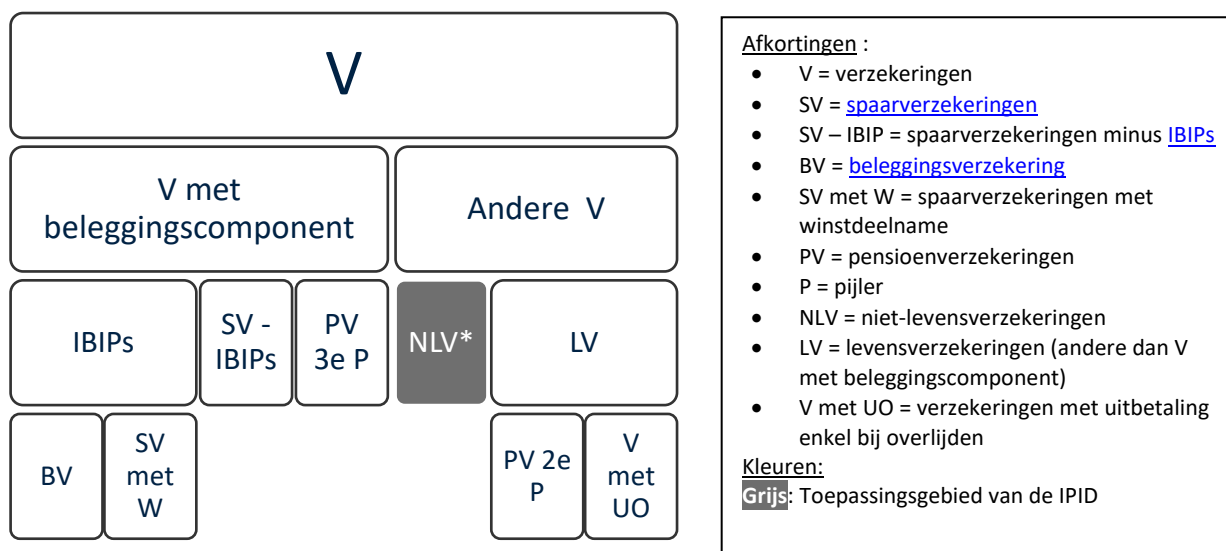 V
V met
beleggingscomponent
Andere V
IBIPs
SV -
IBIPs
PV
3e P
NLV*
LV
BV
SV
met
W
PV 2e
P
V
met
UO
Afkortingen :
• V = verzekeringen
• SV = spaarverzekeringen
• SV – IBIP = spaarverzekeringen minus IBIPs
• BV = beleggingsverzekering
• SV met W = spaarverzekeringen met
winstdeelname
• PV = pensioenverzekeringen
• P = pijler
• NLV = niet-levensverzekeringen
• LV = levensverzekeringen (andere dan V
met beleggingscomponent)
• V met UO = verzekeringen met uitbetaling
enkel bij overlijden
Kleuren:
Grijs: Toepassingsgebied van de IPID